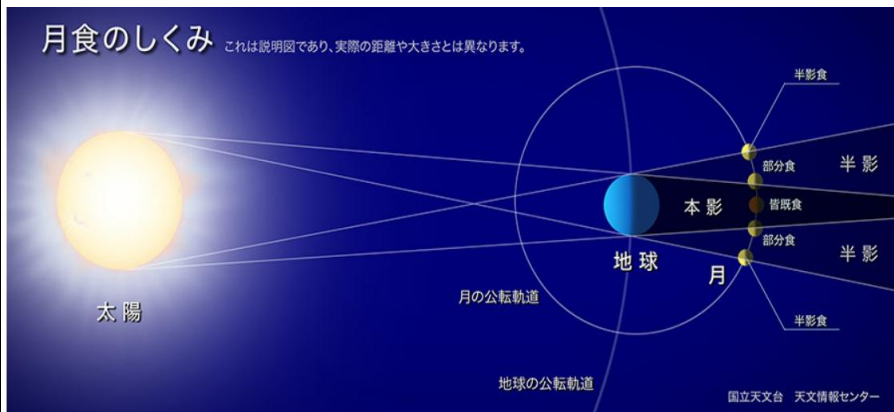 月食のしくみ これは説明図であり、実際の距離や大きさとは異なります。
半影食
部分食
半影
本影
皆既食
部分食
半影
地球
月
太陽
月の公転軌道
半影食
地球の公転軌道
国立天文台 天文情報センター